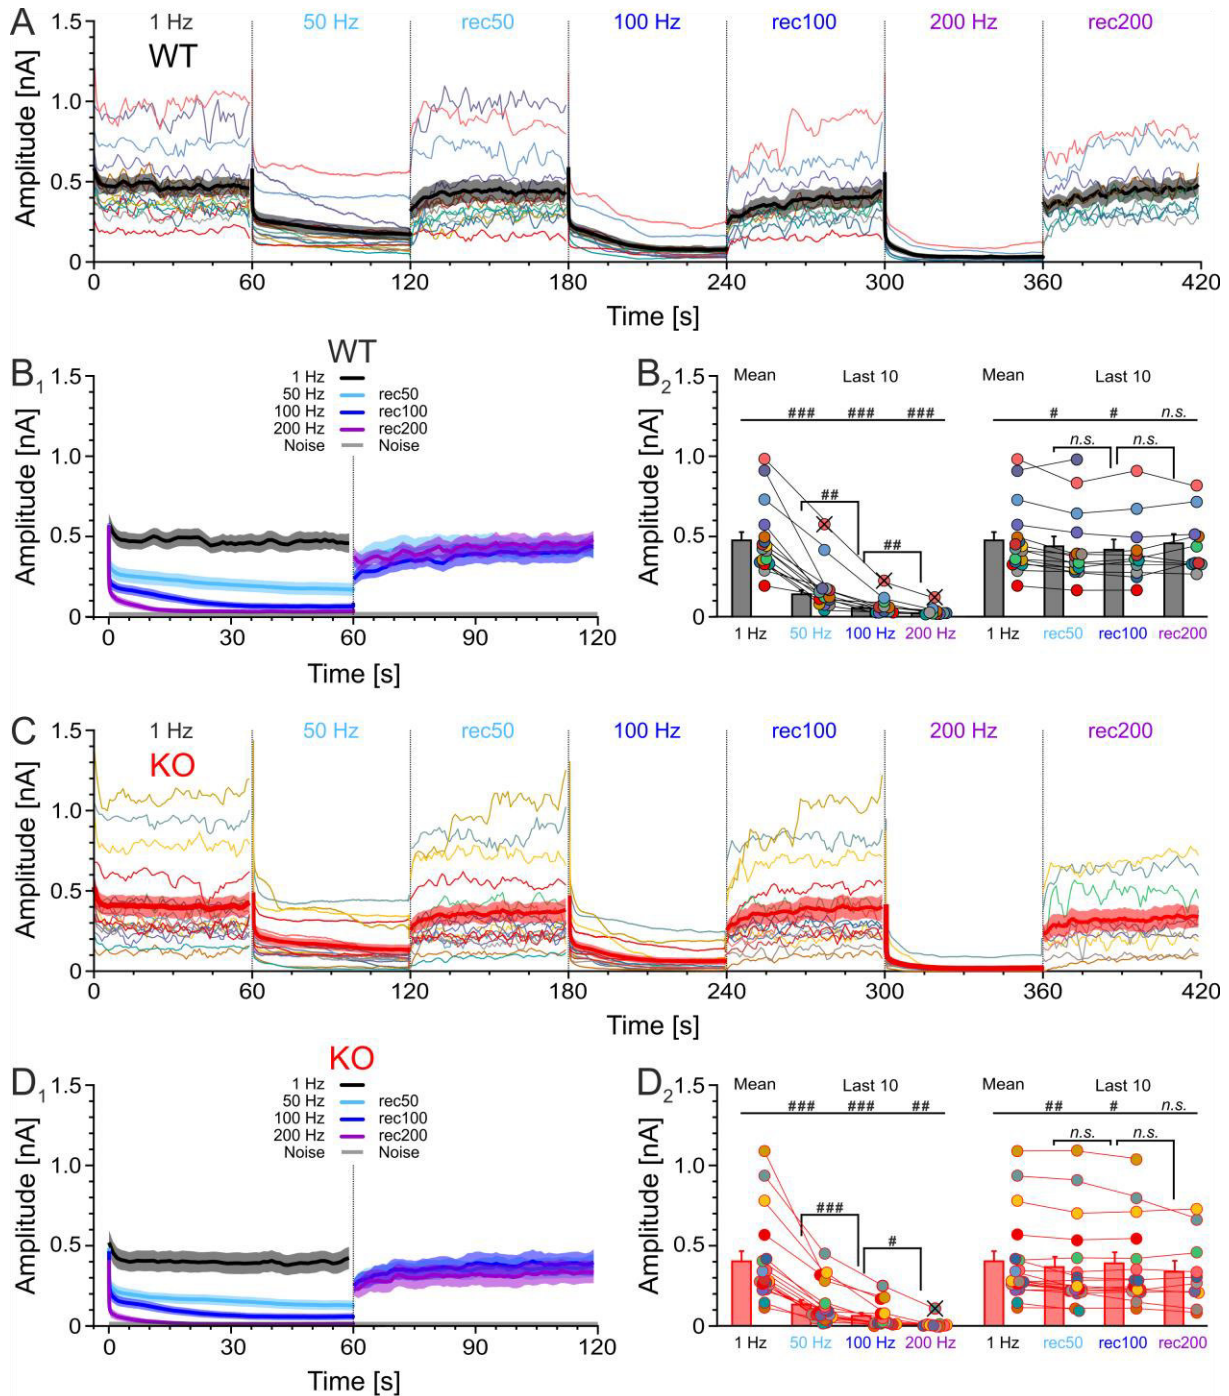 A
1 Hz 50 Hz rec50 100 Hz rec100 200 Hz rec200
WT
Amplitude [nA]
1.5
1.0
0.5
0
0 60 120 180 240 300 360 420
Time [s]
B1
WT
1 Hz
50 Hz rec50
100 Hz rec100
200 Hz rec200
Noise Noise
Amplitude [nA]
1.5
1.0
0.5
0
0 30 60 90 120
Time [s]
B2
Mean Last 10 Mean Last 10
### ### ### # # n.s.
n.s. n.s.
##
##
Amplitude [nA]
1.5
1.0
0.5
0
1 Hz 50 Hz 100 Hz 200 Hz 1 Hz rec50 rec100 rec200
C
1 Hz 50 Hz rec50 100 Hz rec100 200 Hz rec200
KO
Amplitude [nA]
1.5
1.0
0.5
0
0 60 120 180 240 300 360 420
Time [s]
D1
KO
1 Hz
50 Hz rec50
100 Hz rec100
200 Hz rec200
Noise Noise
Amplitude [nA]
1.5
1.0
0.5
0
0 30 60 90 120
Time [s]
D2
Mean Last 10 Mean Last 10
### ### ## ## # n.s.
n.s. n.s.
###
#
Amplitude [nA]
1.5
1.0
0.5
0
1 Hz 50 Hz 100 Hz 200 Hz 1 Hz rec50 rec100 rec200